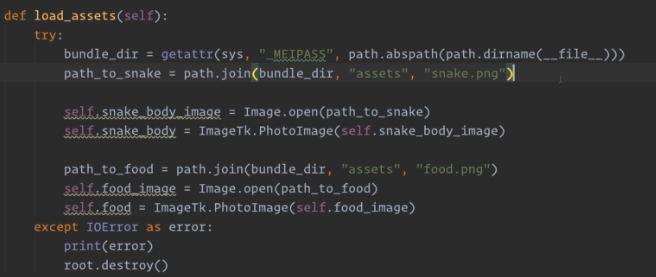 def load_assets(self):
try:
bundle_dir = getattr(sys, "_MEIPASS", path.abspath(path.dirname(__file__)))
path_to_snake = path.join(bundle_dir, "assets", "snake.png")
self.snake_body_image = Image.open(path_to_snake)
self.snake_body = ImageTk.PhotoImage(self.snake_body_image)
path_to_food = path.join(bundle_dir, "assets", "food.png")
self.food_image = Image.open(path_to_food)
self.food = ImageTk.PhotoImage(self.food_image)
except IOError as error:
print(error)
root.destroy()